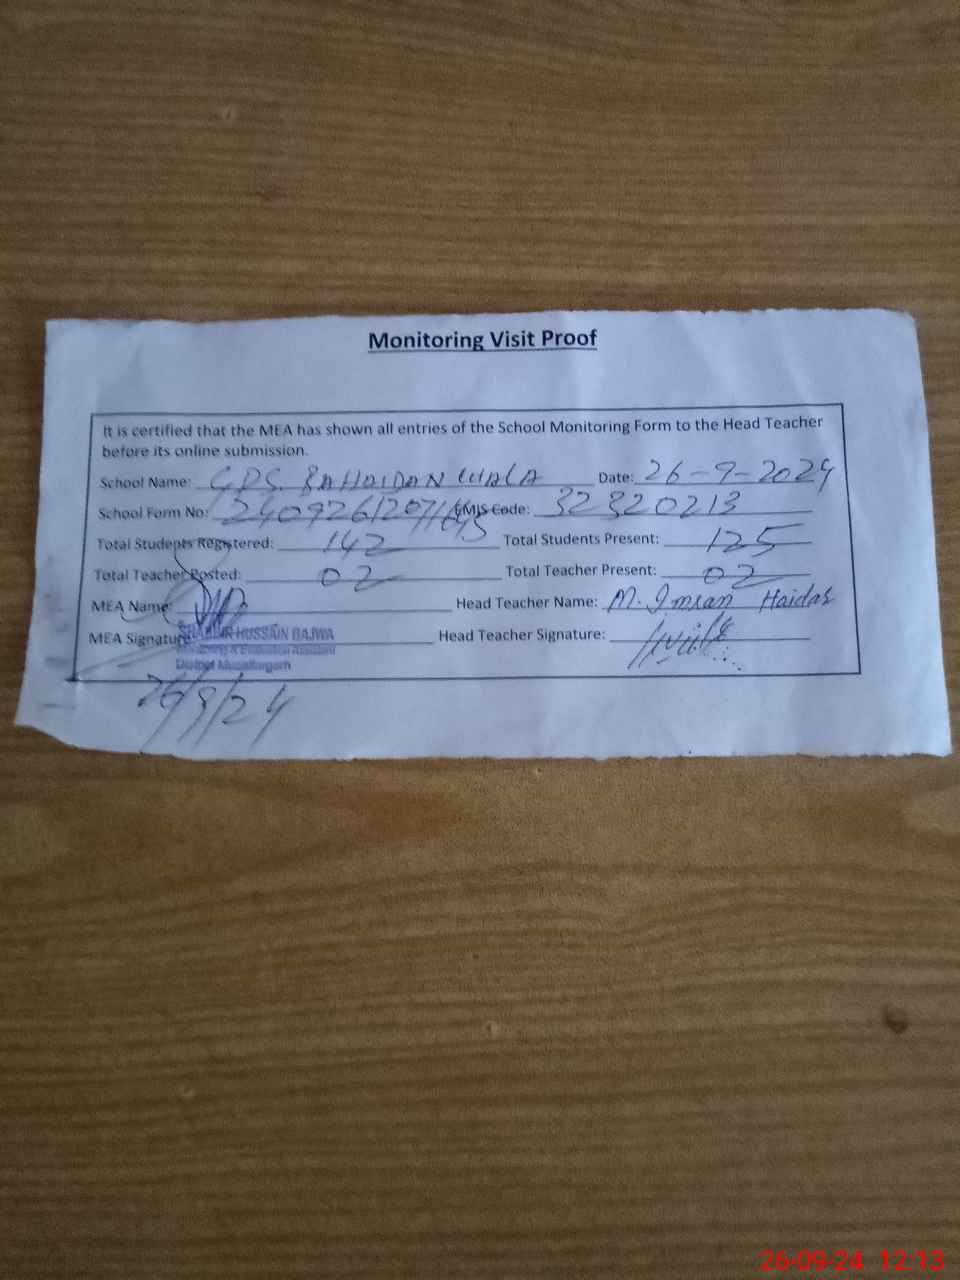 Monitoring Visit Proof
It is certified that the MEA has shown all entries of the School Monitoring Form to the Head Teacher
before its online submission.
School Name: GPS. BAHAIDAN WALA Date: 26-9-2024
School Form No: EMIS Code: 32320213
Total Students Registered: 142 Total Students Present: 125
Total Teacher Posted: 02 Total Teacher Present: 02
MEA Name: Head Teacher Name: M. Imran Haidar
MEA Signature: HUSSAIN BAJWA Head Teacher Signature:
Monitoring & Evaluation Assistant
District Muzaffargarh
26/9/24
26-09-24 12:13